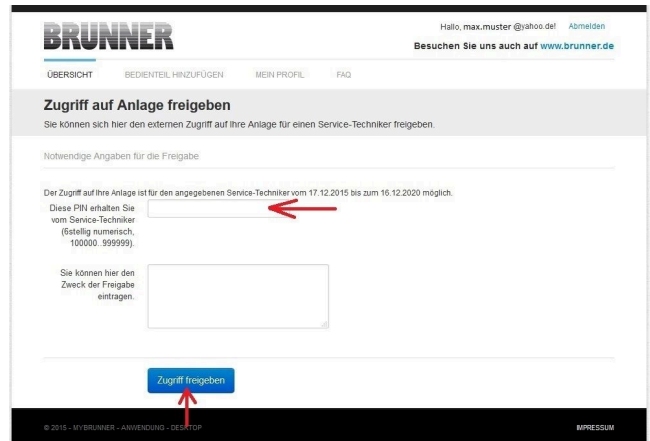 BRUNNER
Hallo, max.muster @yahoo.de! Abmelden
Besuchen Sie uns auch auf www.brunner.de
ÜBERSICHT BEDIENTEIL HINZUFÜGEN MEIN PROFIL FAQ
Zugriff auf Anlage freigeben
Sie können sich hier den externen Zugriff auf Ihre Anlage für einen Service-Techniker freigeben.
Notwendige Angaben für die Freigabe
Der Zugriff auf Ihre Anlage ist für den angegebenen Service-Techniker vom 17.12.2015 bis zum 16.12.2020 möglich.
Diese PIN erhalten Sie
vom Service-Techniker
(6stellig numerisch,
100000..999999).
Sie können hier den
Zweck der Freigabe
eintragen.
Zugriff freigeben
© 2015 - MYBRUNNER - ANWENDUNG - DESKTOP
IMPRESSUM